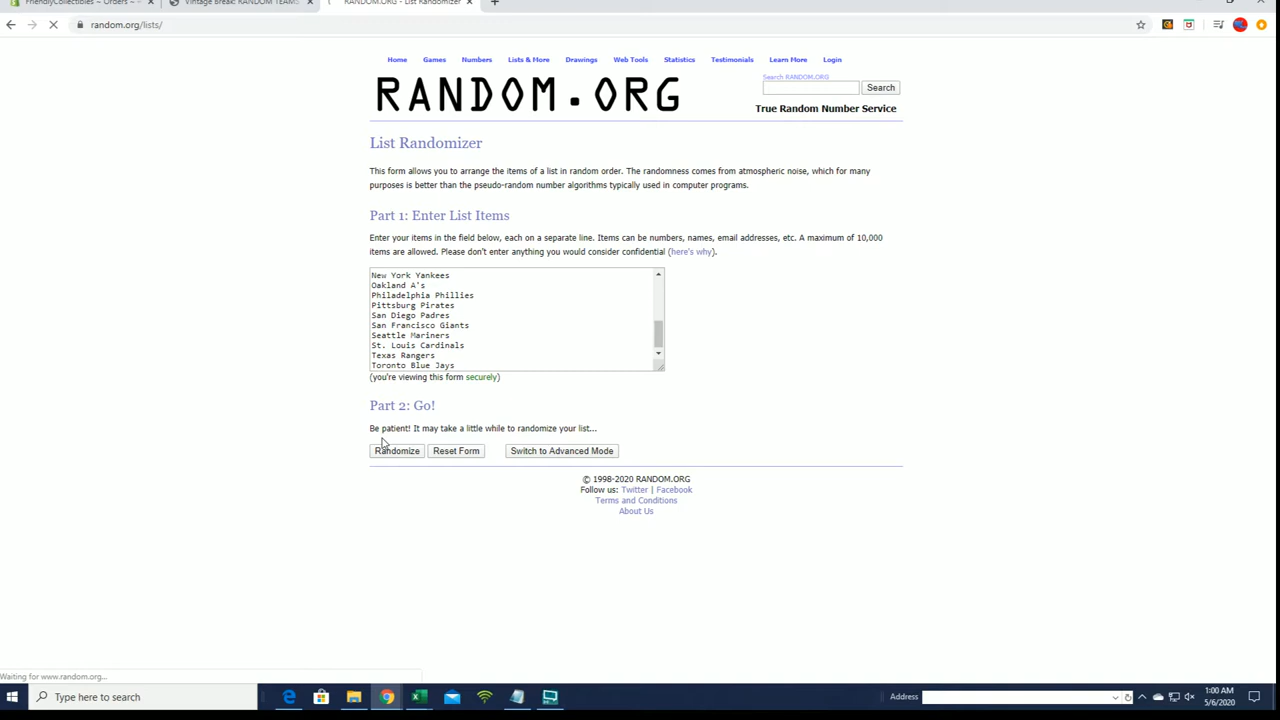 FriendlyCollectibles ~ Orders ~
Vintage Break: RANDOM TEAMS
RANDOM.ORG - List Randomizer
random.org/lists/
Home Games Numbers Lists & More Drawings Web Tools Statistics Testimonials Learn More Login
Search RANDOM.ORG
Search
RANDOM.ORG
True Random Number Service
List Randomizer
This form allows you to arrange the items of a list in random order. The randomness comes from atmospheric noise, which for many
purposes is better than the pseudo-random number algorithms typically used in computer programs.
Part 1: Enter List Items
Enter your items in the field below, each on a separate line. Items can be numbers, names, email addresses, etc. A maximum of 10,000
items are allowed. Please don't enter anything you would consider confidential (here's why).
New York Yankees
Oakland A's
Philadelphia Phillies
Pittsburg Pirates
San Diego Padres
San Francisco Giants
Seattle Mariners
St. Louis Cardinals
Texas Rangers
Toronto Blue Jays
(you're viewing this form securely)
Part 2: Go!
Be patient! It may take a little while to randomize your list...
Randomize Reset Form Switch to Advanced Mode
© 1998-2020 RANDOM.ORG
Follow us: Twitter | Facebook
Terms and Conditions
About Us
Waiting for www.random.org...
Type here to search
Address
1:00 AM
5/6/2020